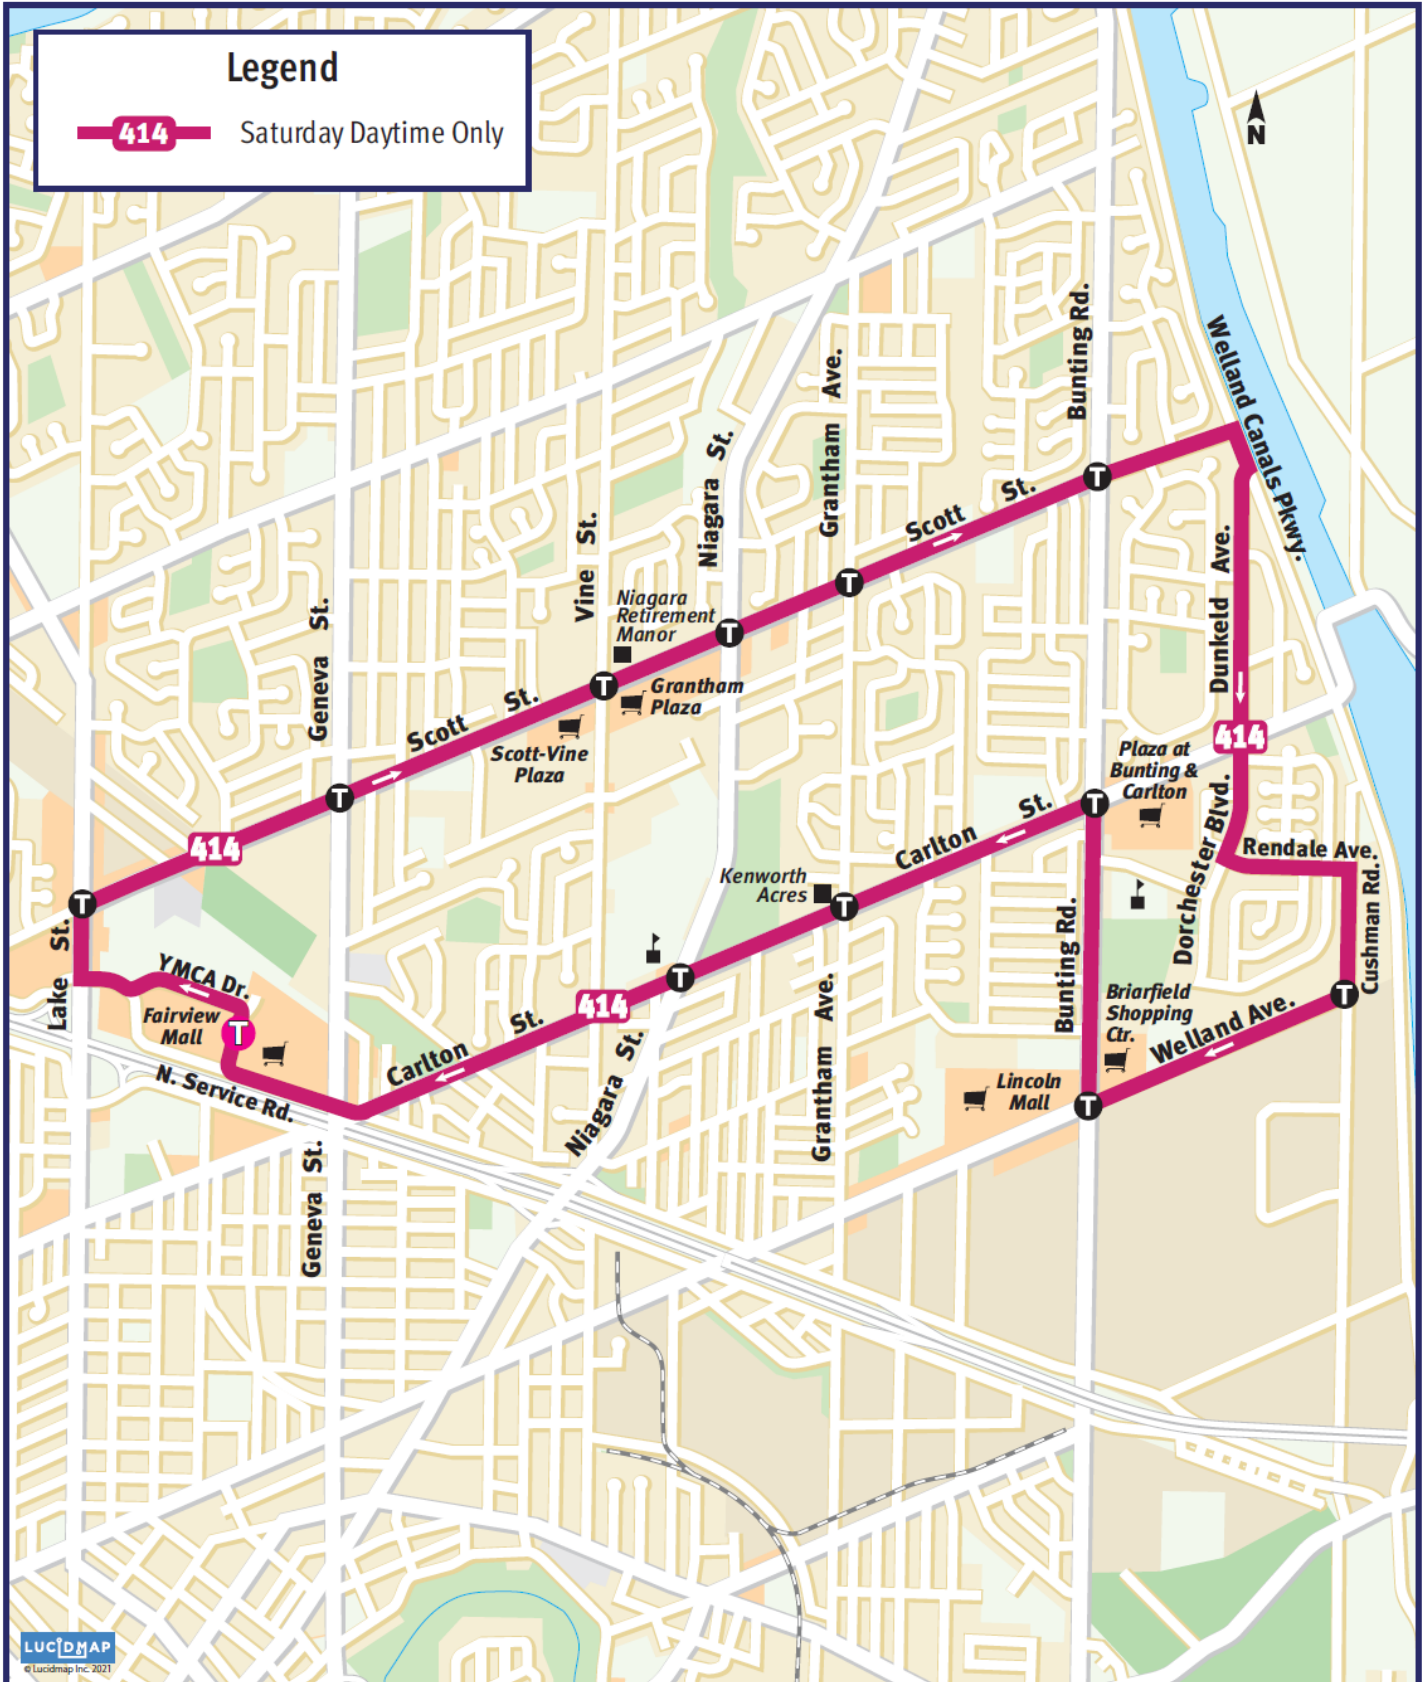 Legend
414 Saturday Daytime Only
N
Welland Canals Pkwy.
Bunting Rd.
Grantham Ave.
Niagara St.
Vine St.
Geneva St.
Scott St.
Dunkeld Ave.
Niagara
Retirement
Manor
Grantham
Plaza
Scott-Vine
Plaza
Scott St.
T
T
T
T
T
T
414
414
Plaza at
Bunting &
Carlton
T
Carlton St.
Dorchester Blvd.
Rendale Ave.
Cushman Rd.
Kenworth
Acres
T
T
T
Bunting Rd.
Lake St.
YMCA Dr.
Fairview
Mall
T
N. Service Rd.
414
Carlton St.
Niagara St.
Grantham Ave.
Briarfield
Shopping
Ctr.
Welland Ave.
Lincoln
Mall
T
Geneva St.
LUCIDMAP
© Lucidmap Inc. 2021